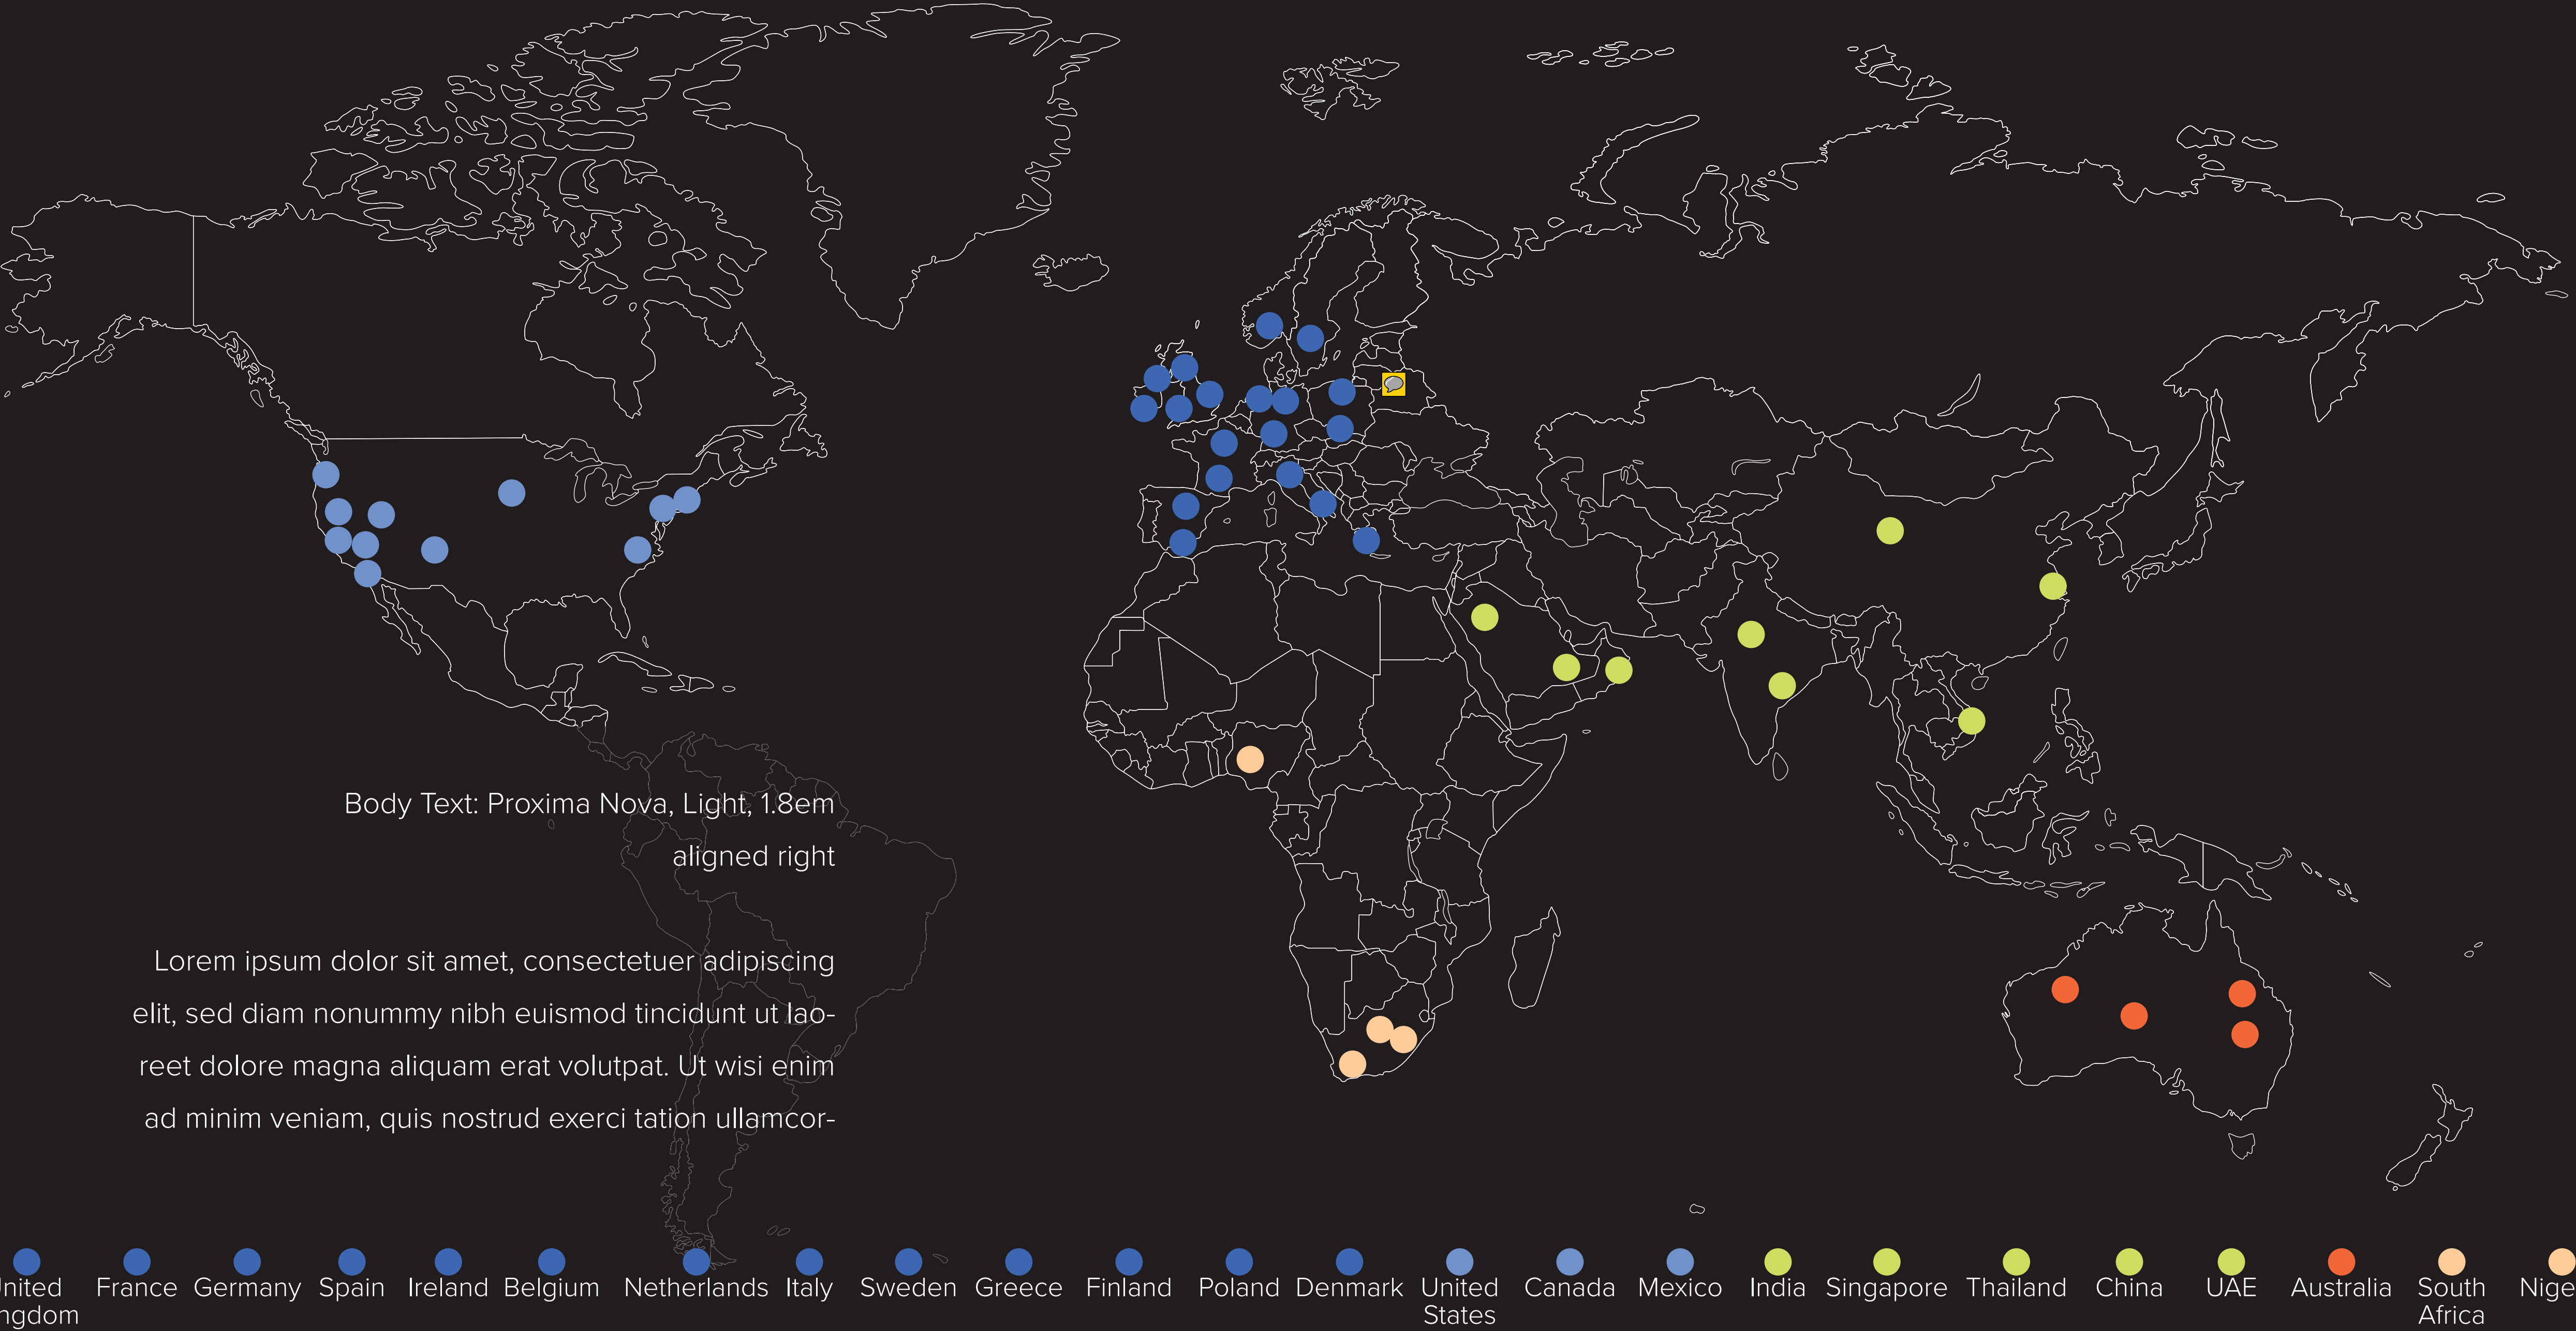 Body Text: Proxima Nova, Light, 1.8em
aligned right
Lorem ipsum dolor sit amet, consectetuer adipiscing
elit, sed diam nonummy nibh euismod tincidunt ut lao-
reet dolore magna aliquam erat volutpat. Ut wisi enim
ad minim veniam, quis nostrud exerci tation ullamcor-
nited France Germany Spain Ireland Belgium Netherlands Italy Sweden Greece Finland Poland Denmark United Canada Mexico India Singapore Thailand China UAE Australia South Nige
ngdom States Africa